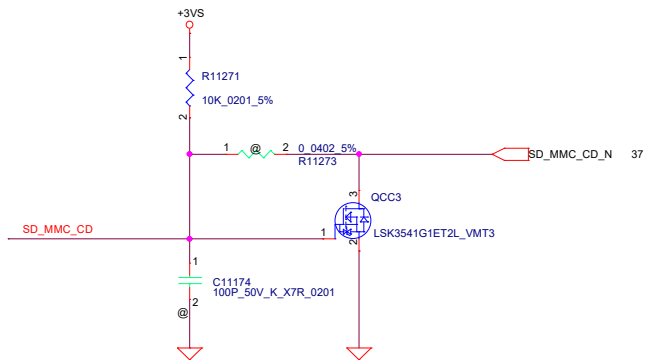 +3VS
1
R11271
10K_0201_5%
2
1 @ 2 0_0402_5%
R11273
SD_MMC_CD_N 37
3
QCC3
LSK3541G1ET2L_VMT3
SD_MMC_CD
1
2
1
C11174
100P_50V_K_X7R_0201
2
@